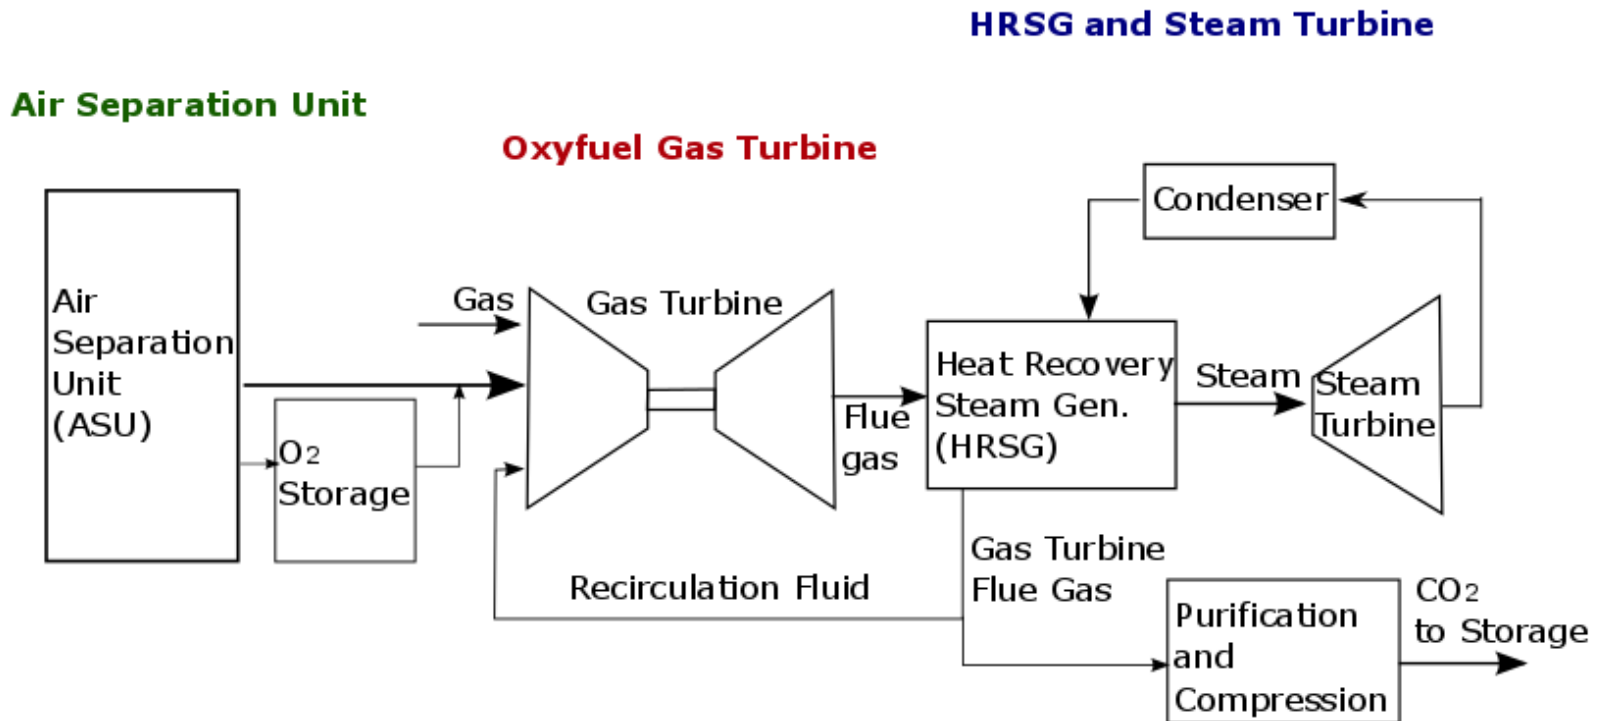 HRSG and Steam Turbine
Air Separation Unit
Oxyfuel Gas Turbine
Condenser
Air
Separation
Unit
(ASU)
O2
Storage
Gas
Gas Turbine
Flue
gas
Heat Recovery
Steam Gen.
(HRSG)
Steam
Steam
Turbine
Recirculation Fluid
Gas Turbine
Flue Gas
Purification
and
Compression
CO2
to Storage